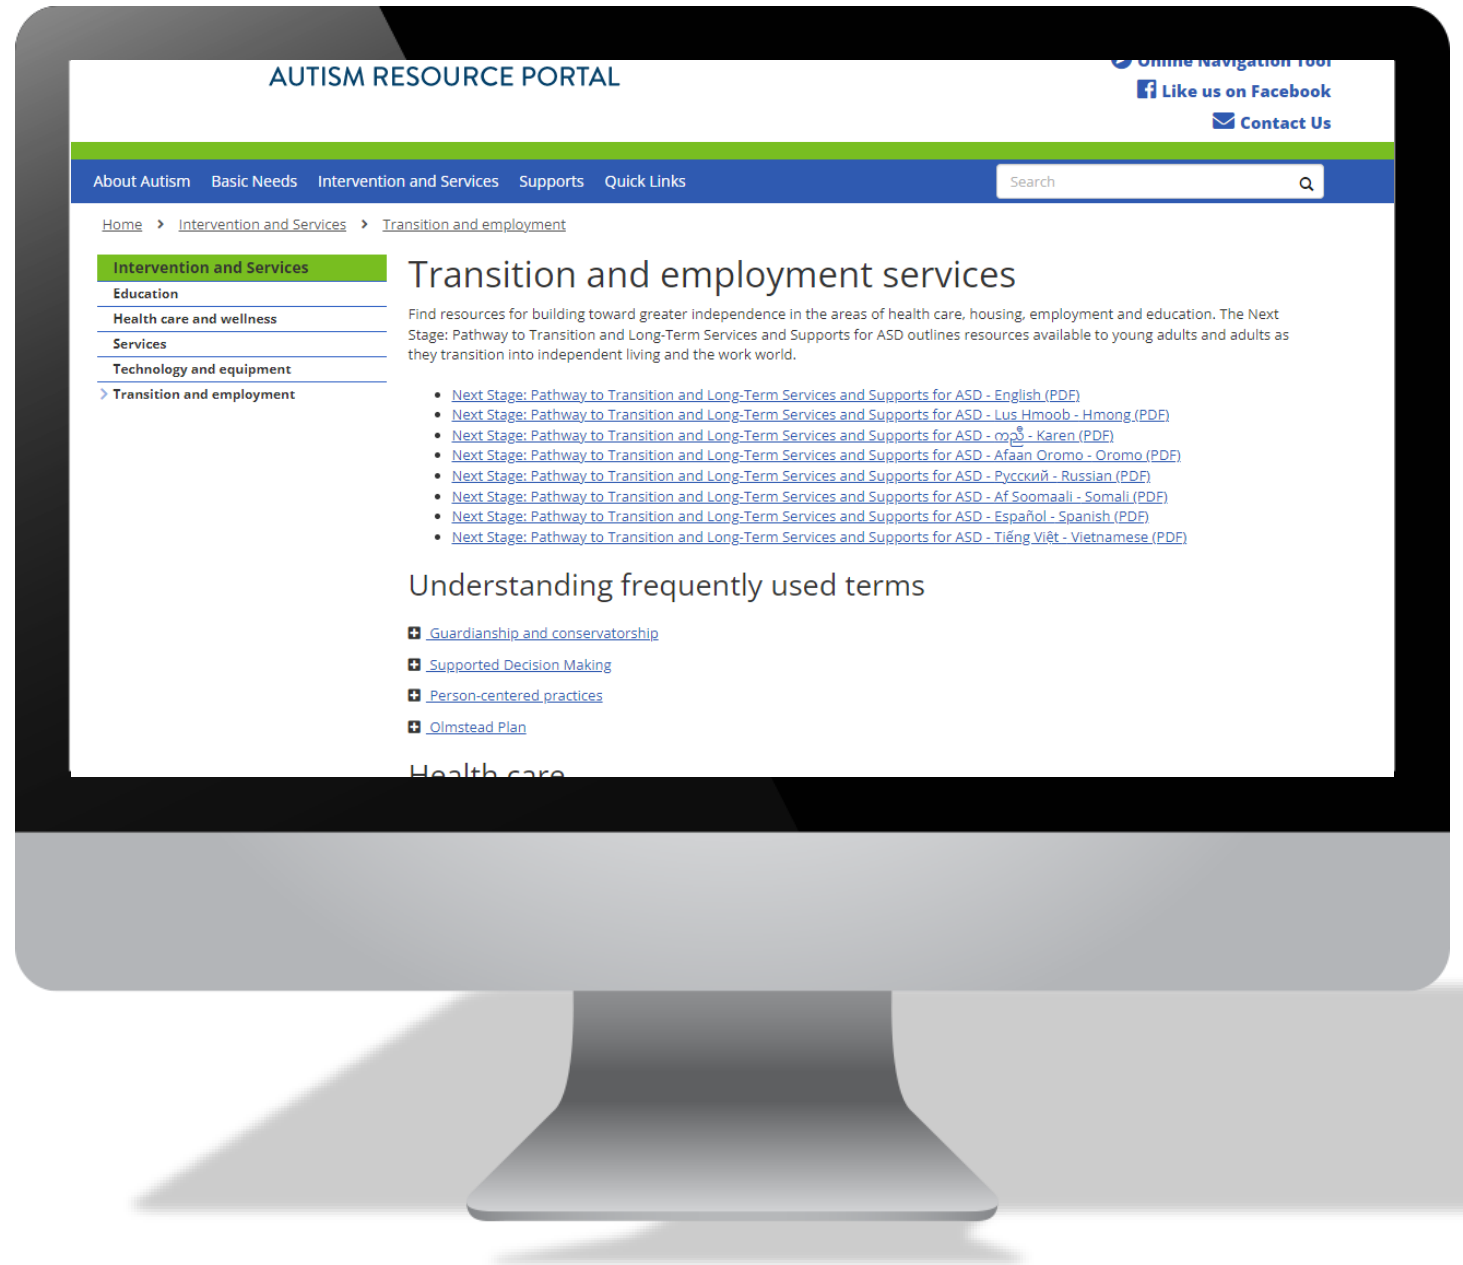 AUTISM RESOURCE PORTAL
Online Navigation Tool
Like us on Facebook
Contact Us
About Autism Basic Needs Intervention and Services Supports Quick Links Search
Home > Intervention and Services > Transition and employment
Intervention and Services
Education
Health care and wellness
Services
Technology and equipment
Transition and employment
Transition and employment services
Find resources for building toward greater independence in the areas of health care, housing, employment and education. The Next
Stage: Pathway to Transition and Long-Term Services and Supports for ASD outlines resources available to young adults and adults as
they transition into independent living and the work world.
Next Stage: Pathway to Transition and Long-Term Services and Supports for ASD - English (PDF)
Next Stage: Pathway to Transition and Long-Term Services and Supports for ASD - Lus Hmoob - Hmong (PDF)
Next Stage: Pathway to Transition and Long-Term Services and Supports for ASD - ကညီ - Karen (PDF)
Next Stage: Pathway to Transition and Long-Term Services and Supports for ASD - Afaan Oromo - Oromo (PDF)
Next Stage: Pathway to Transition and Long-Term Services and Supports for ASD - Русский - Russian (PDF)
Next Stage: Pathway to Transition and Long-Term Services and Supports for ASD - Af Soomaali - Somali (PDF)
Next Stage: Pathway to Transition and Long-Term Services and Supports for ASD - Español - Spanish (PDF)
Next Stage: Pathway to Transition and Long-Term Services and Supports for ASD - Tiếng Việt - Vietnamese (PDF)
Understanding frequently used terms
Guardianship and conservatorship
Supported Decision Making
Person-centered practices
Olmstead Plan
Health care